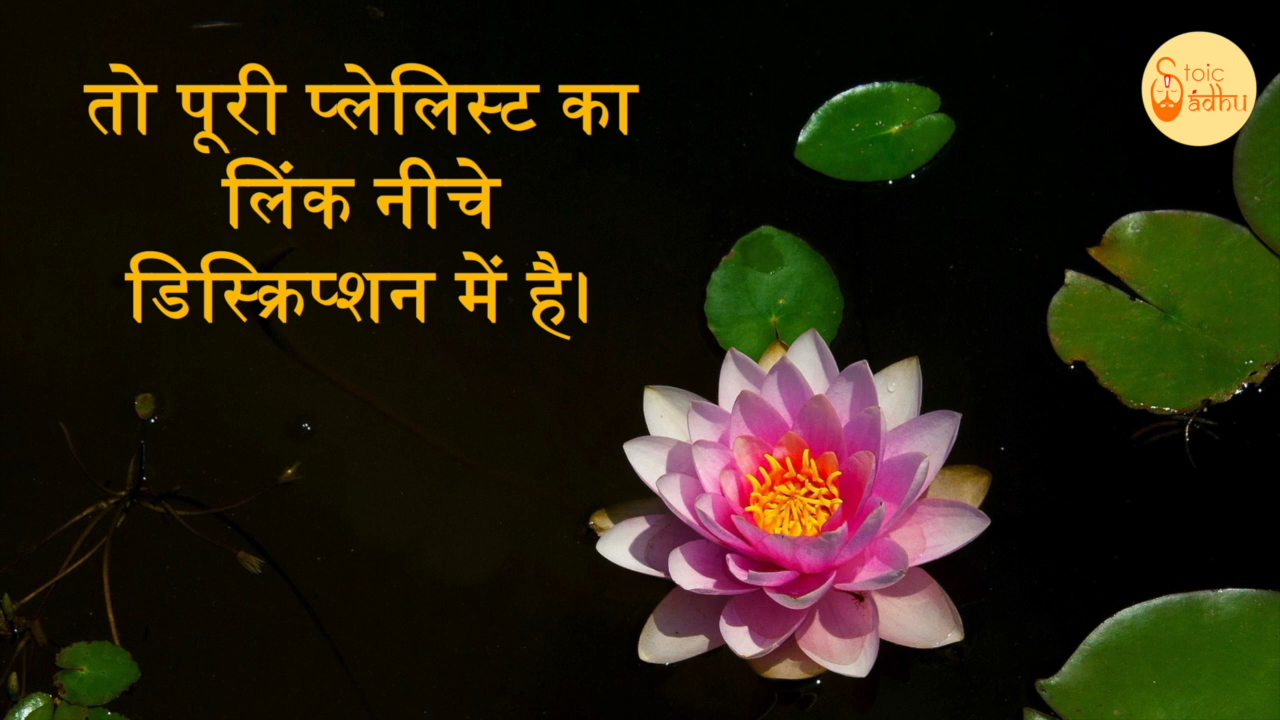 तो पूरी प्लेलिस्ट का
लिंक नीचे
डिस्क्रिप्शन में है।
Stoic
Sadhu